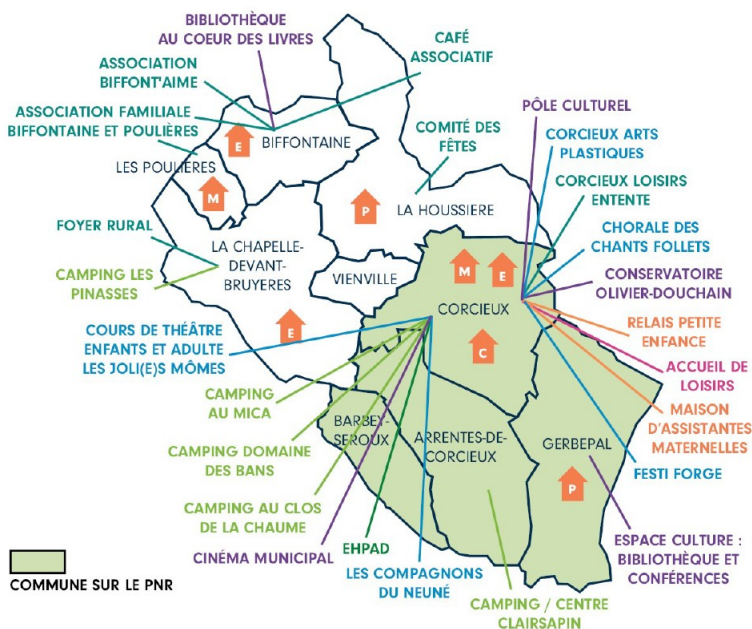 BIBLIOTHÈQUE
AU COEUR DES LIVRES
CAFÉ
ASSOCIATIF
ASSOCIATION
BIFFONT'AIME
ASSOCIATION FAMILIALE
BIFFONTAINE ET POULIÈRES
E
BIFFONTAINE
LES POULIÈRES
M
COMITÉ DES
FÊTES
P
LA HOUSSIERE
PÔLE CULTUREL
CORCIEUX ARTS
PLASTIQUES
CORCIEUX LOISIRS
ENTENTE
CHORALE DES
CHANTS FOLLETS
CONSERVATOIRE
OLIVIER-DOUCHAIN
RELAIS PETITE
ENFANCE
ACCUEIL DE
LOISIRS
MAISON
D'ASSISTANTES
MATERNELLES
FESTI FORGE
FOYER RURAL
CAMPING LES
PINASSES
LA CHAPELLE-
DEVANT-
BRUYERES
E
VIENVILLE
M
E
CORCIEUX
C
COURS DE THÉÂTRE
ENFANTS ET ADULTE
LES JOLI(E)S MÔMES
CAMPING
AU MICA
CAMPING DOMAINE
DES BANS
CAMPING AU CLOS
DE LA CHAUME
CINÉMA MUNICIPAL
EHPAD
LES COMPAGNONS
DU NEUNÉ
BARBEY-
SEROUX
ARRENTES-DE-
CORCIEUX
GERBEPAL
P
CAMPING / CENTRE
CLAIRSAPIN
ESPACE CULTURE :
BIBLIOTHÈQUE ET
CONFÉRENCES
COMMUNE SUR LE PNR